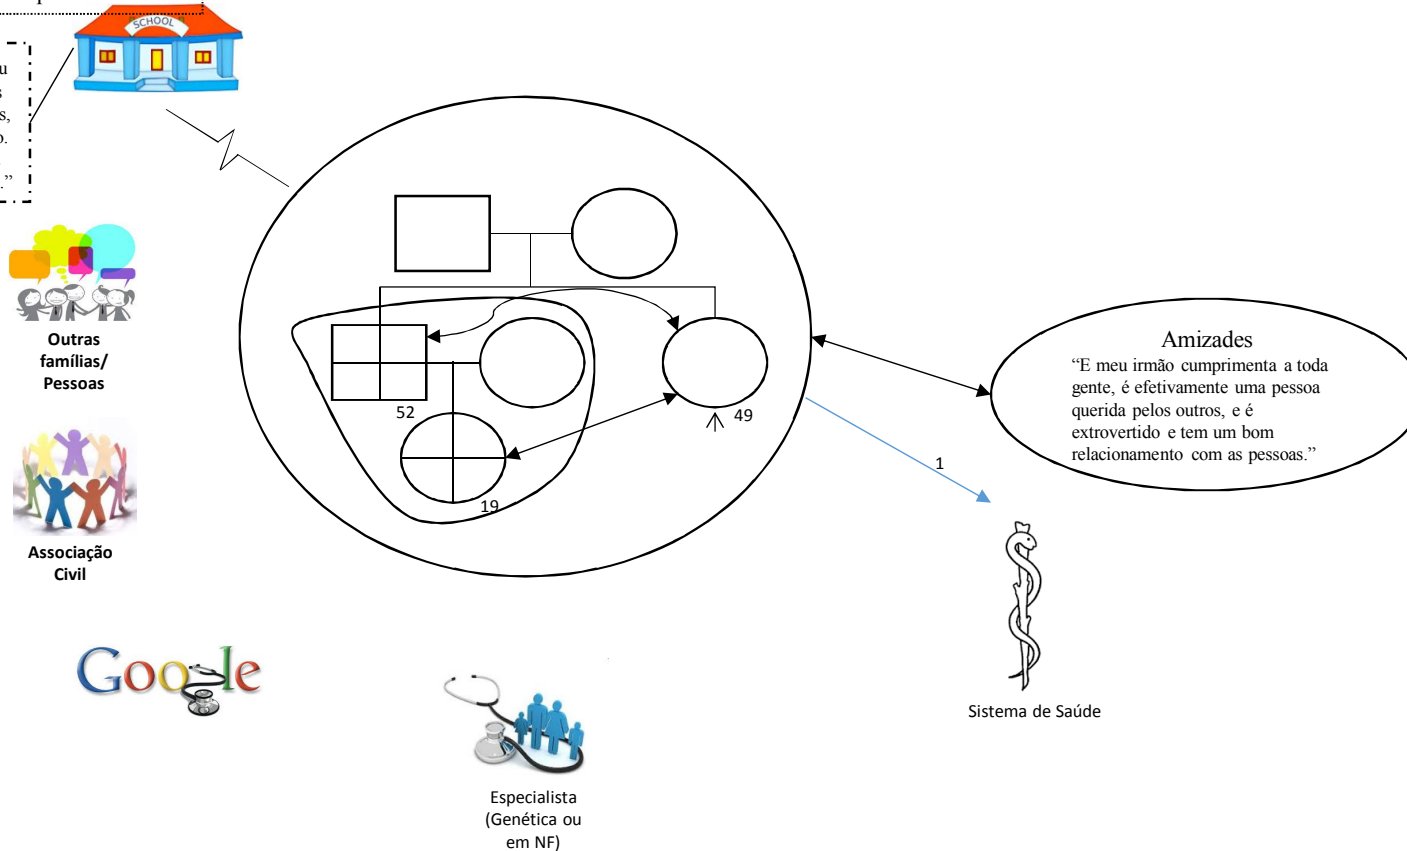 SCHOOL
u
s
s,
o.
.”
Outras
famílias/
Pessoas
Associação
Civil
52
49
19
1
Amizades
“E meu irmão cumprimenta a toda
gente, é efetivamente uma pessoa
querida pelos outros, e é
extrovertido e tem um bom
relacionamento com as pessoas.”
Google
Sistema de Saúde
Especialista
(Genética ou
em NF)